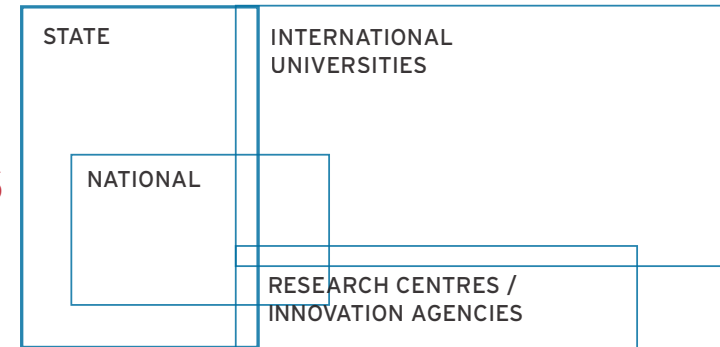 STATE
INTERNATIONAL
UNIVERSITIES
NATIONAL
RESEARCH CENTRES /
INNOVATION AGENCIES